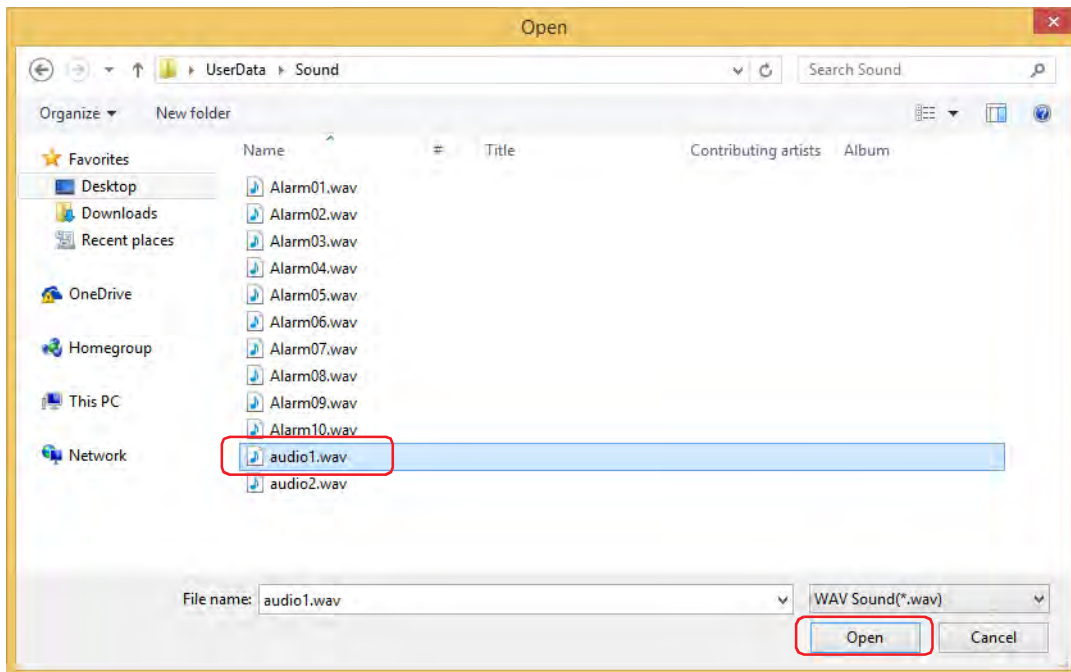 Open
UserData Sound
Search Sound
Organize New folder
Name # Title Contributing artists Album
Favorites
Desktop
Downloads
Recent places
OneDrive
Homegroup
This PC
Network
Alarm01.wav
Alarm02.wav
Alarm03.wav
Alarm04.wav
Alarm05.wav
Alarm06.wav
Alarm07.wav
Alarm08.wav
Alarm09.wav
Alarm10.wav
audio1.wav
audio2.wav
File name: audio1.wav
WAV Sound(*.wav)
Open Cancel